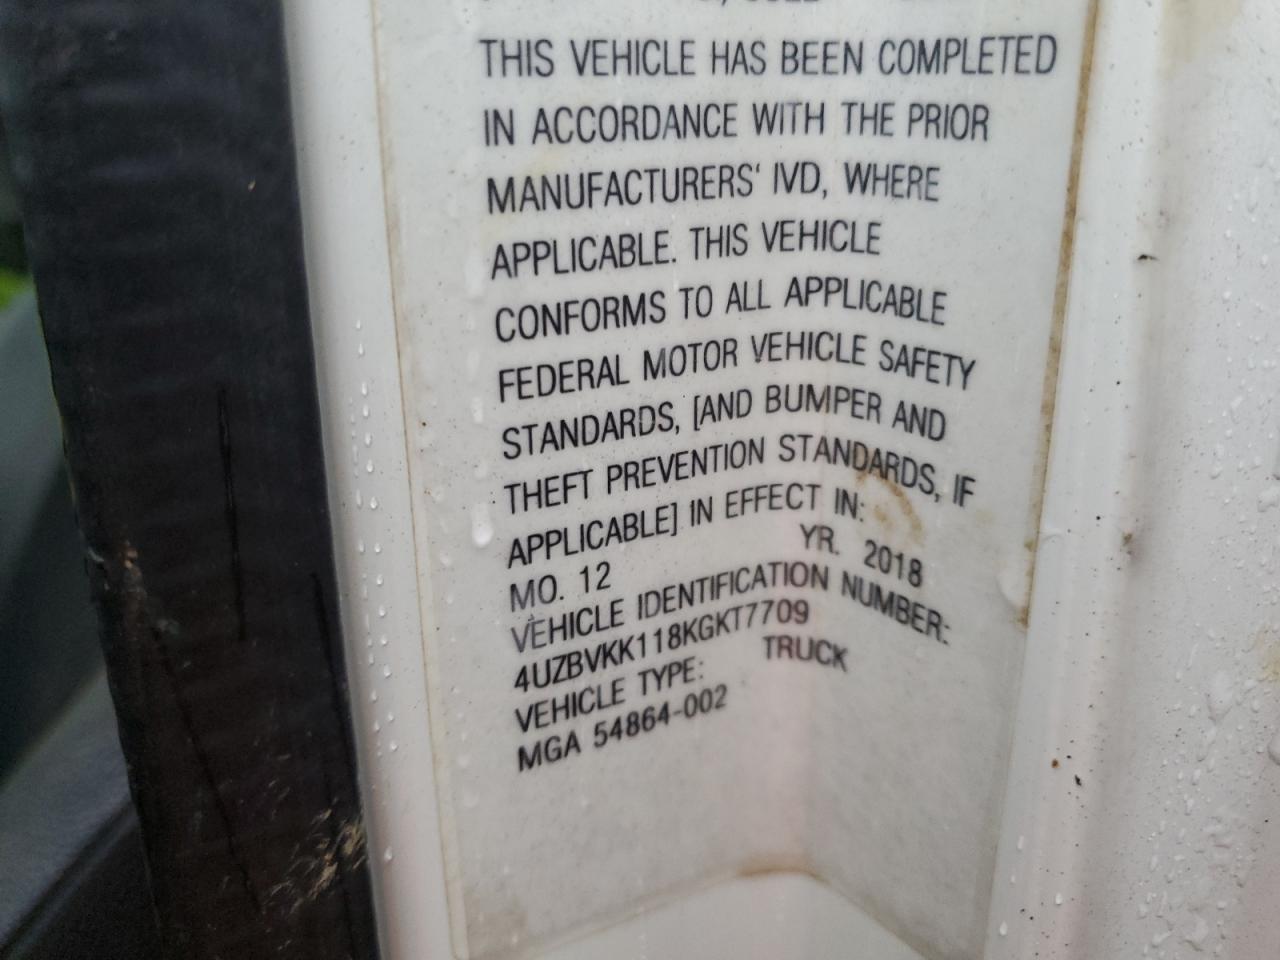 THIS VEHICLE HAS BEEN COMPLETED
IN ACCORDANCE WITH THE PRIOR
MANUFACTURERS' IVD, WHERE
APPLICABLE. THIS VEHICLE
CONFORMS TO ALL APPLICABLE
FEDERAL MOTOR VEHICLE SAFETY
STANDARDS, [AND BUMPER AND
THEFT PREVENTION STANDARDS, IF
APPLICABLE] IN EFFECT IN:
MO. 12 YR. 2018
VEHICLE IDENTIFICATION NUMBER:
4UZBVKK118KGKT7709
VEHICLE TYPE: TRUCK
MGA 54864-002